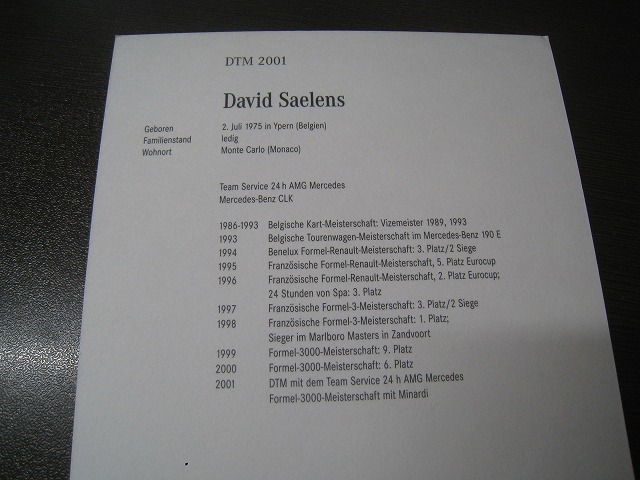 DTM 2001
David Saelens
Geboren 2. Juli 1975 in Ypern (Belgien)
Familienstand ledig
Wohnort Monte Carlo (Monaco)
Team Service 24 h AMG Mercedes
Mercedes-Benz CLK
1986-1993 Belgische Kart-Meisterschaft: Vizemeister 1989, 1993
1993 Belgische Tourenwagen-Meisterschaft im Mercedes-Benz 190 E
1994 Benelux Formel-Renault-Meisterschaft: 3. Platz/2 Siege
1995 Französische Formel-Renault-Meisterschaft, 5. Platz Eurocup
1996 Französische Formel-Renault-Meisterschaft, 2. Platz Eurocup;
24 Stunden von Spa: 3. Platz
1997 Französische Formel-3-Meisterschaft: 3. Platz/2 Siege
1998 Französische Formel-3-Meisterschaft: 1. Platz;
Sieger im Marlboro Masters in Zandvoort
1999 Formel-3000-Meisterschaft: 9. Platz
2000 Formel-3000-Meisterschaft: 6. Platz
2001 DTM mit dem Team Service 24 h AMG Mercedes
Formel-3000-Meisterschaft mit Minardi